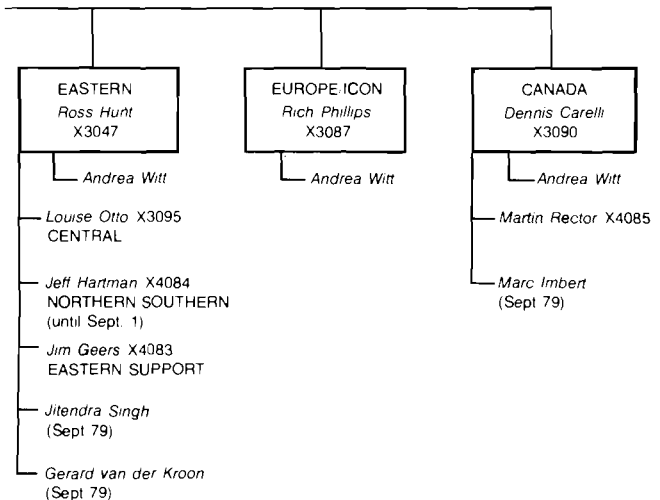 EASTERN
Ross Hunt
X3047
Andrea Witt
Louise Otto X3095
CENTRAL
Jeff Hartman X4084
NORTHERN SOUTHERN
(until Sept. 1)
Jim Geers X4083
EASTERN SUPPORT
Jitendra Singh
(Sept 79)
Gerard van der Kroon
(Sept 79)
EUROPE/ICON
Rich Phillips
X3087
Andrea Witt
CANADA
Dennis Carelli
X3090
Andrea Witt
Martin Rector X4085
Marc Imbert
(Sept 79)